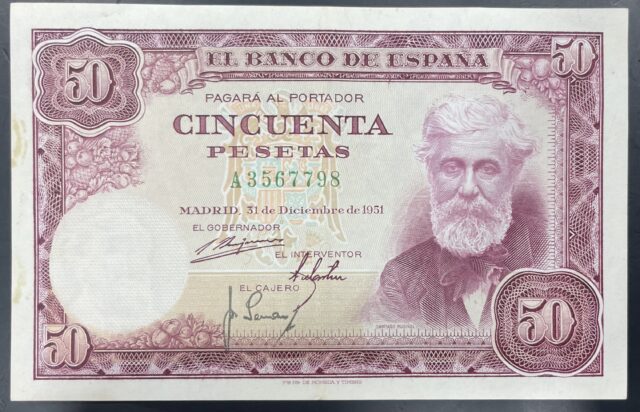 50 EL BANCO DE ESPAÑA 50
PAGARÁ AL PORTADOR
CINCUENTA
PESETAS
A3567798
MADRID, 31 de Diciembre de 1951
EL GOBERNADOR
EL INTERVENTOR
EL CAJERO
50 50